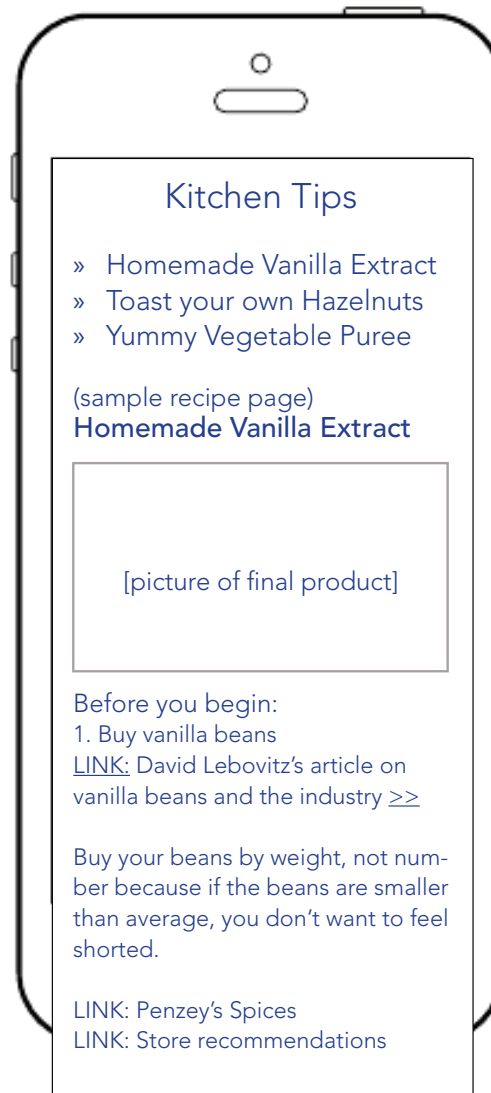 Kitchen Tips
» Homemade Vanilla Extract
» Toast your own Hazelnuts
» Yummy Vegetable Puree
(sample recipe page)
Homemade Vanilla Extract
[picture of final product]
Before you begin:
1. Buy vanilla beans
LINK: David Lebovitz’s article on
vanilla beans and the industry >>
Buy your beans by weight, not num-
ber because if the beans are smaller
than average, you don’t want to feel
shorted.
LINK: Penzey’s Spices
LINK: Store recommendations